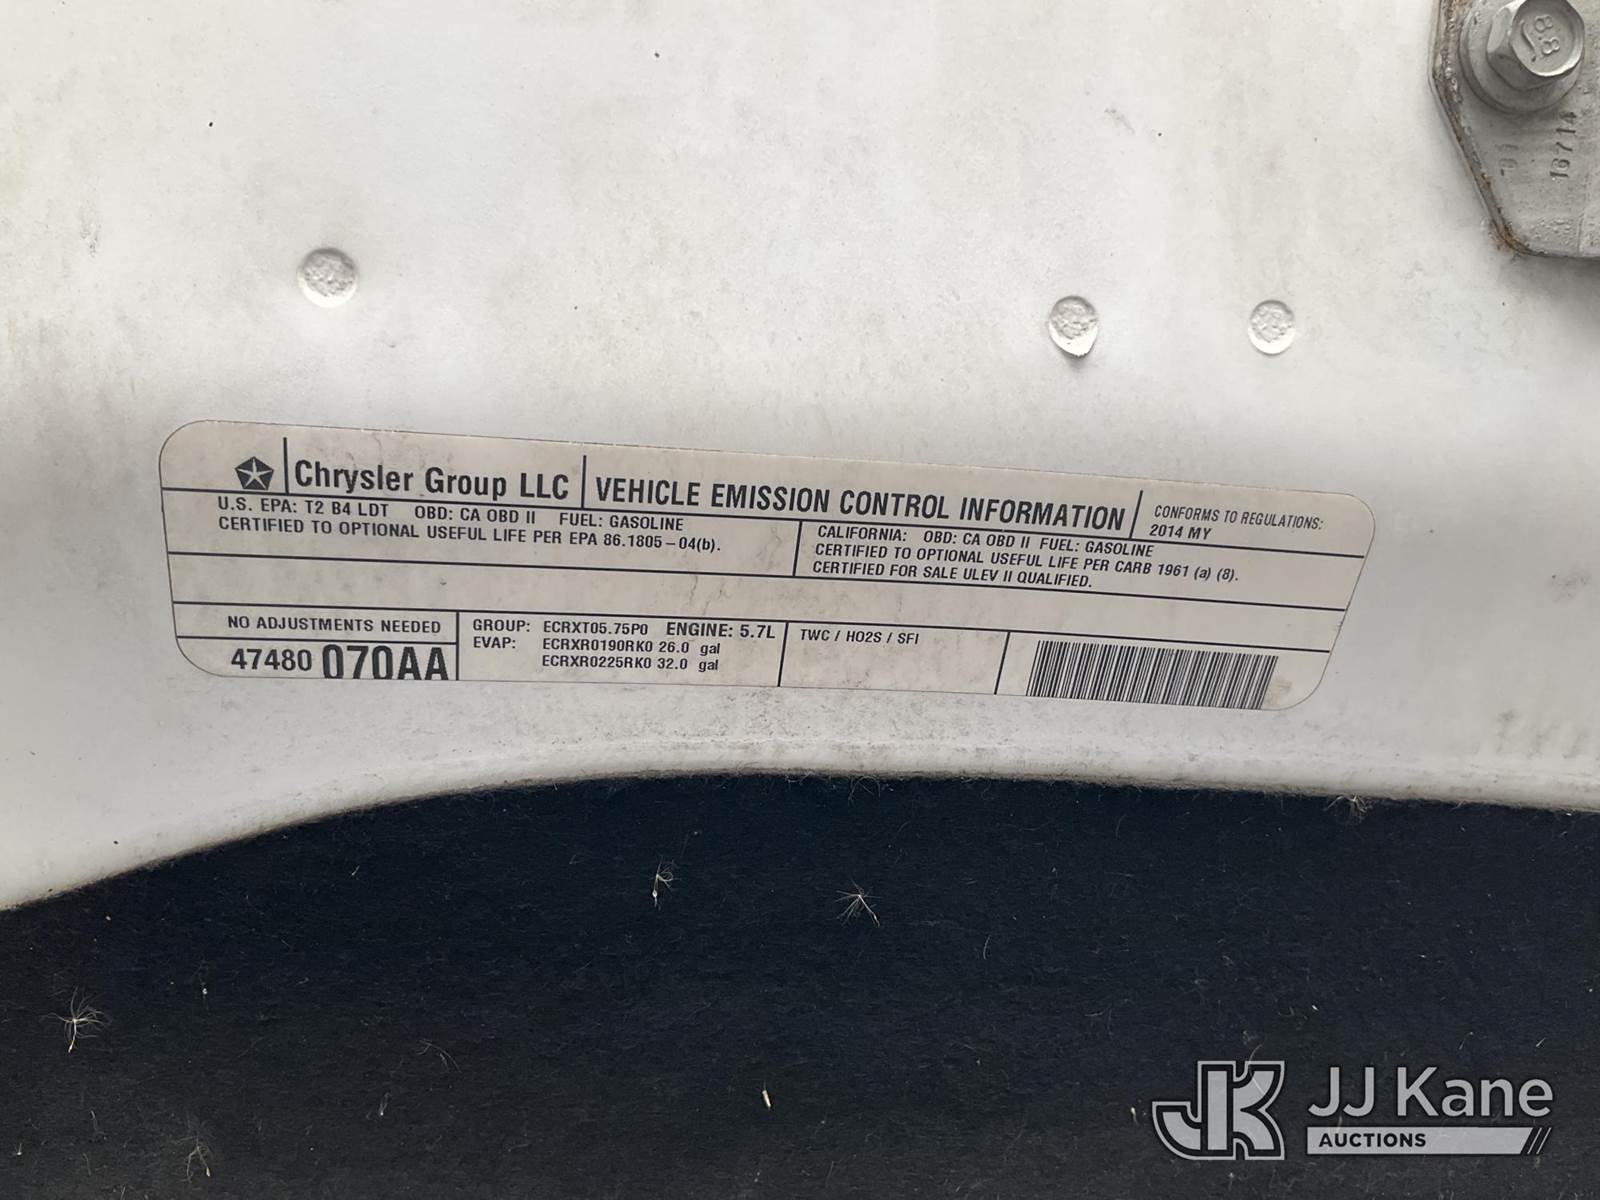 88
16714
Chrysler Group LLC
VEHICLE EMISSION CONTROL INFORMATION
CONFORMS TO REGULATIONS:
2014 MY
U.S. EPA: T2 B4 LDT OBD: CA OBD II FUEL: GASOLINE
CERTIFIED TO OPTIONAL USEFUL LIFE PER EPA 86.1805-04(b).
CALIFORNIA: OBD: CA OBD II FUEL: GASOLINE
CERTIFIED TO OPTIONAL USEFUL LIFE PER CARB 1961 (a) (8).
CERTIFIED FOR SALE ULEV II QUALIFIED.
NO ADJUSTMENTS NEEDED
47480 070AA
GROUP: ECRXT05.75P0 ENGINE: 5.7L
EVAP: ECRXR0190RK0 26.0 gal
ECRXR0225RK0 32.0 gal
TWC / HO2S / SFI
JK JJ Kane
AUCTIONS